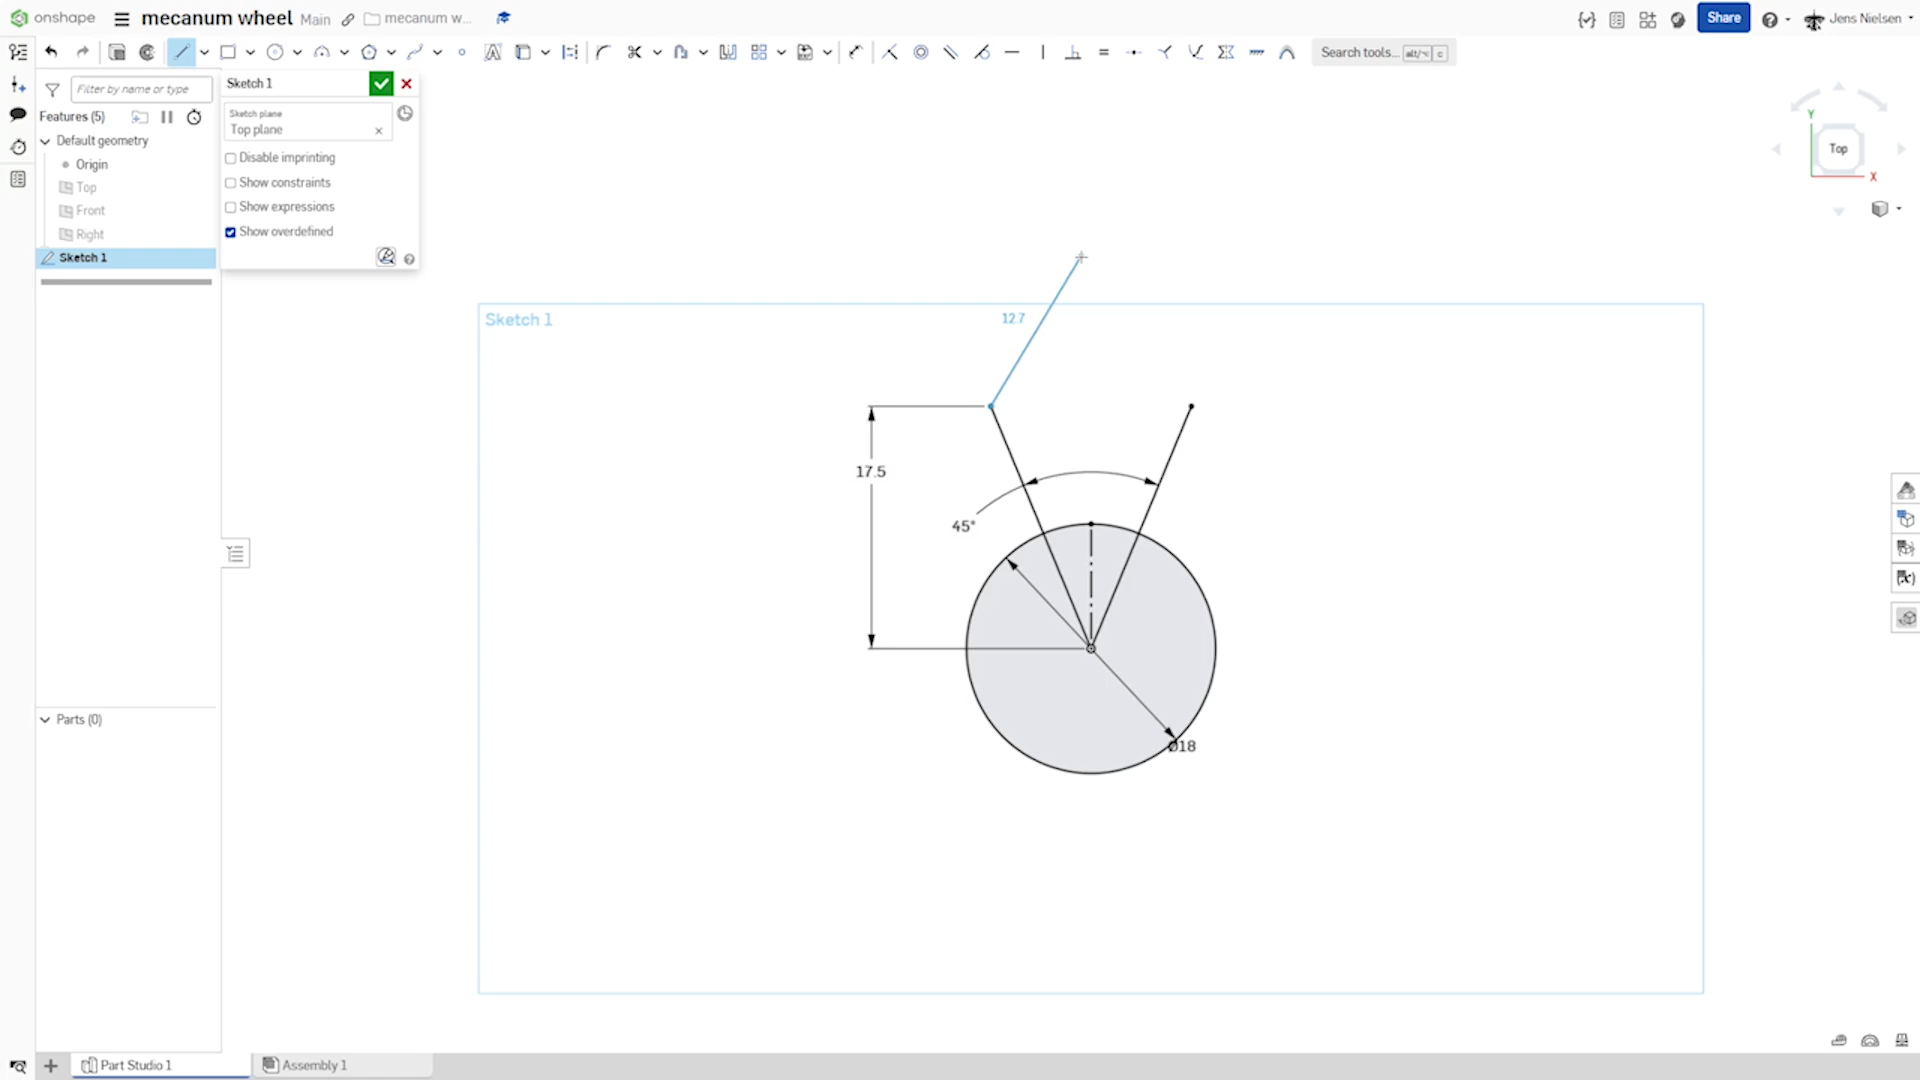 onshape
mecanum wheel Main mecanum w...
Share
Jens Nielsen
Search tools... alt/⌥ c
Filter by name or type
Features (5)
Default geometry
Origin
Top
Front
Right
Sketch 1
Sketch 1
Sketch plane
Top plane
Disable imprinting
Show constraints
Show expressions
Show overdefined
Y
Top
X
Sketch 1
12.7
17.5
45°
Ø18
Parts (0)
Part Studio 1
Assembly 1